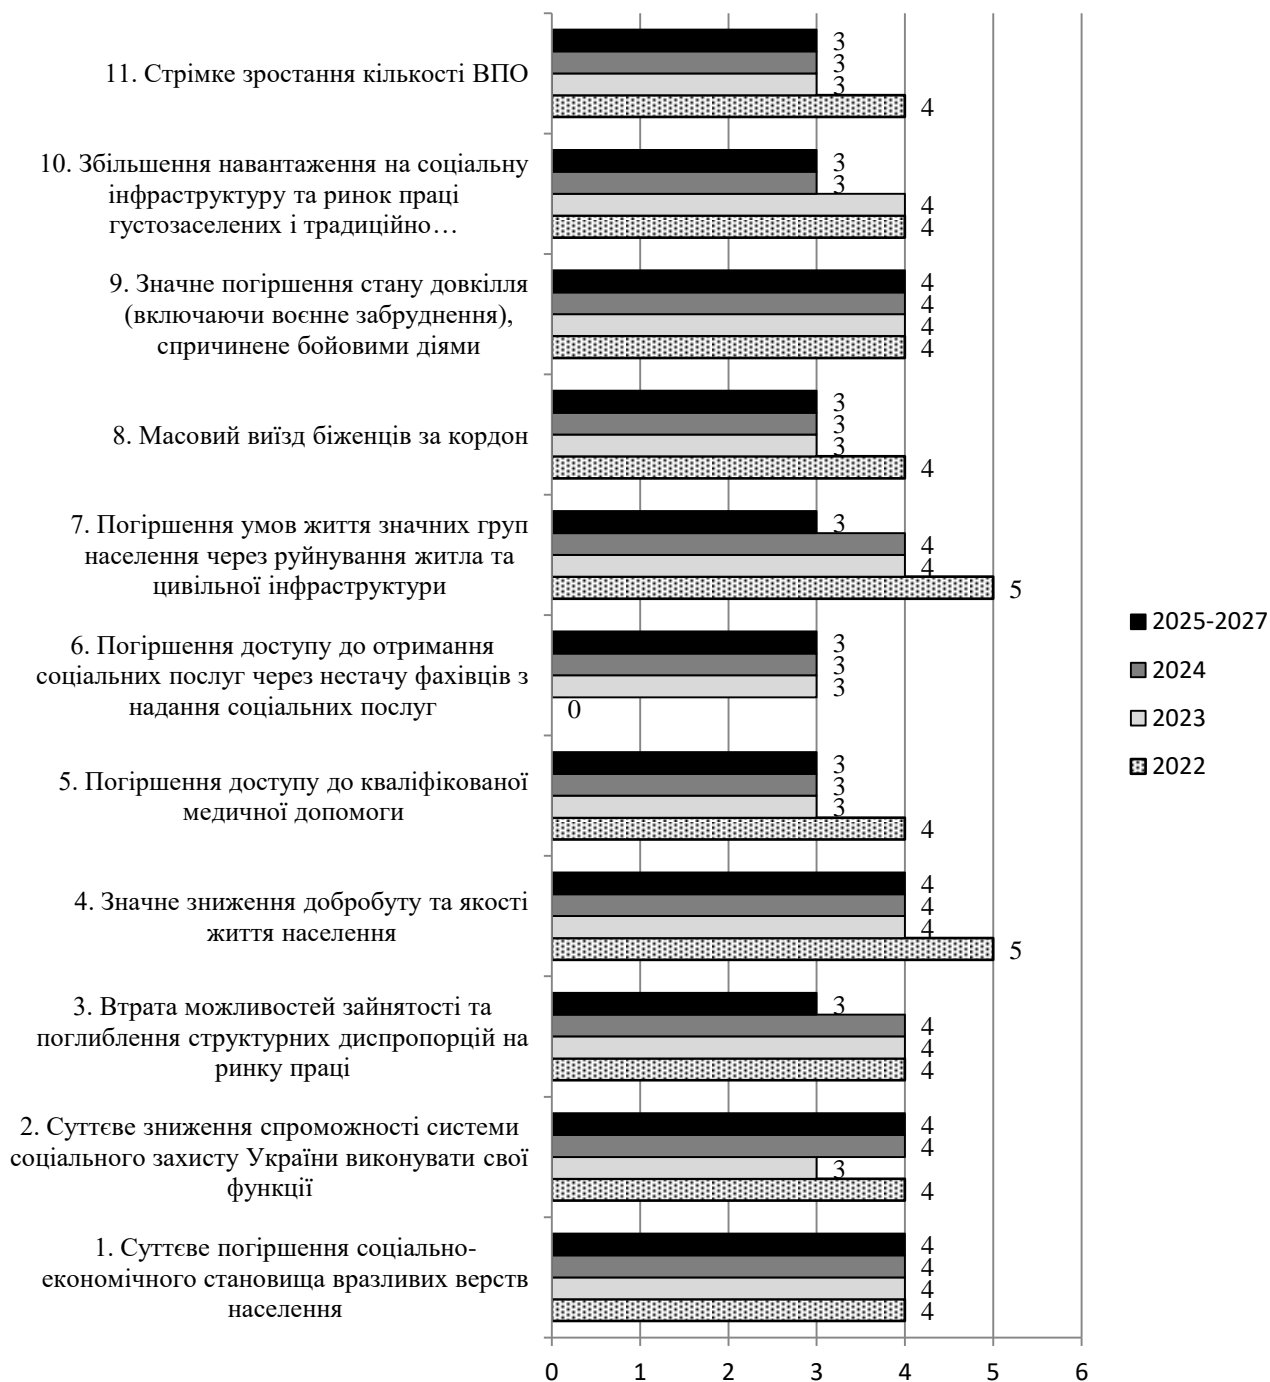 3
3
11. Стрімке зростання кількості ВПО
3
4
10. Збільшення навантаження на соціальну
3
3
інфраструктуру та ринок праці
4
густозаселених і традиційно…
4
9. Значне погіршення стану довкілля
4
4
(включаючи воєнне забруднення),
4
спричинене бойовими діями
4
3
3
8. Масовий виїзд біженців за кордон
3
4
7. Погіршення умов життя значних груп
3
4
населення через руйнування житла та
4
цивільної інфраструктури
5
2025-2027
2024
2023
2022
6. Погіршення доступу до отримання
3
3
соціальних послуг через нестачу фахівців з
3
надання соціальних послуг
0
3
5. Погіршення доступу до кваліфікованої
3
3
медичної допомоги
4
4
4. Значне зниження добробуту та якості
4
4
життя населення
5
3. Втрата можливостей зайнятості та
3
4
поглиблення структурних диспропорцій на
4
ринку праці
4
2. Суттєве зниження спроможності системи
4
4
соціального захисту України виконувати свої
3
функції
4
1. Суттєве погіршення соціально-
4
4
економічного становища вразливих верств
4
населення
4
0 1 2 3 4 5 6